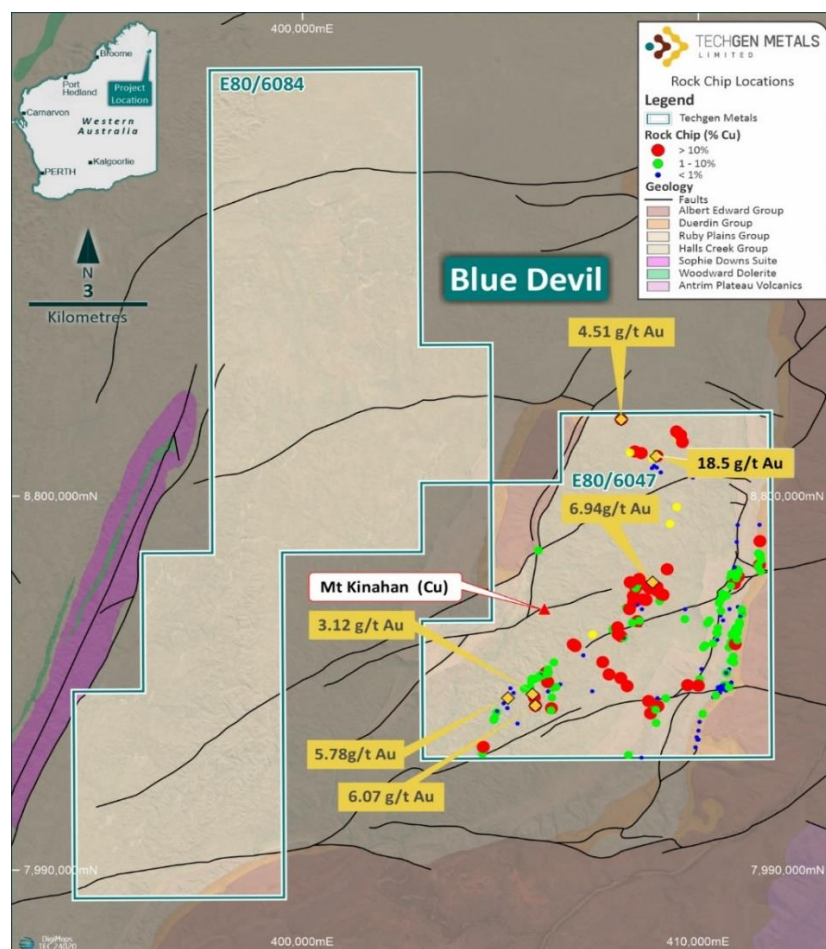 400,000mE
E80/6084
Broome
Port
Hedland
Project
Location
Carnarvon
Western
Australia
Kalgoorlie
PERTH
N
3
Kilometres
TECHGEN METALS
LIMITED
Rock Chip Locations
Legend
Techgen Metals
Rock Chip (% Cu)
> 10%
1 - 10%
< 1%
Geology
Faults
Albert Edward Group
Duerdin Group
Ruby Plains Group
Halls Creek Group
Sophie Downs Suite
Woodward Dolerite
Antrim Plateau Volcanics
Blue Devil
4.51 g/t Au
18.5 g/t Au
E80/6047
8,800,000mN
8,800,000mN
6.94g/t Au
Mt Kinahan (Cu)
3.12 g/t Au
5.78g/t Au
6.07 g/t Au
7,990,000mN
7,990,000mN
DigiMaps
TEC 24020
400,000mE
410,000mE